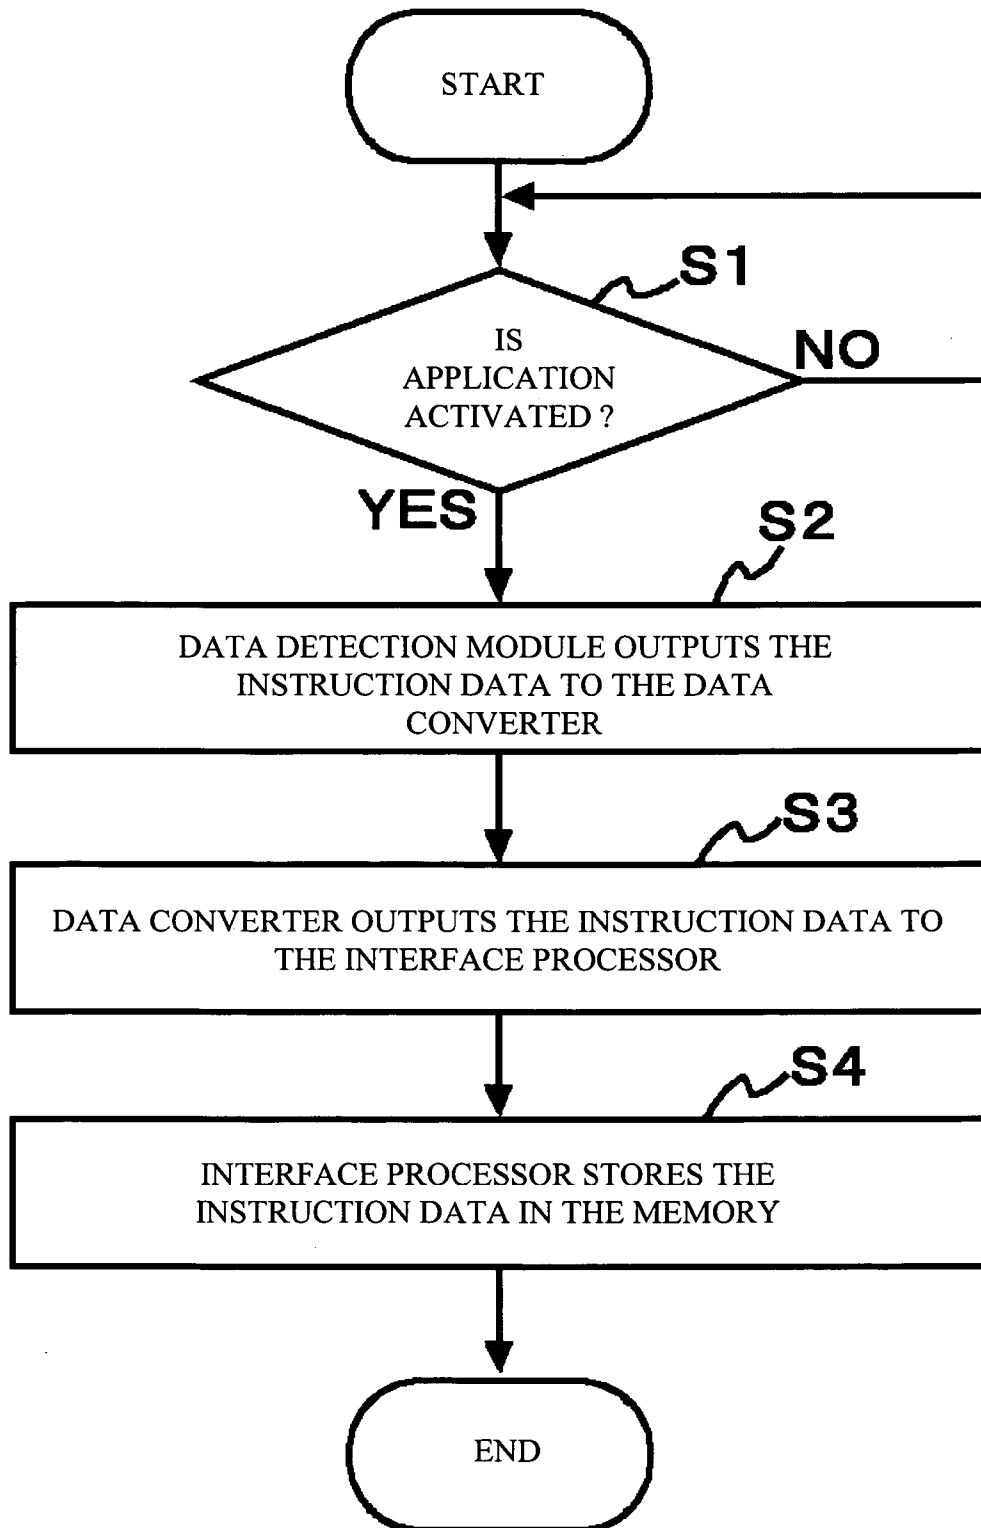 START
S1
IS
APPLICATION
ACTIVATED ?
NO
YES
S2
DATA DETECTION MODULE OUTPUTS THE
INSTRUCTION DATA TO THE DATA
CONVERTER
S3
DATA CONVERTER OUTPUTS THE INSTRUCTION DATA TO
THE INTERFACE PROCESSOR
S4
INTERFACE PROCESSOR STORES THE
INSTRUCTION DATA IN THE MEMORY
END